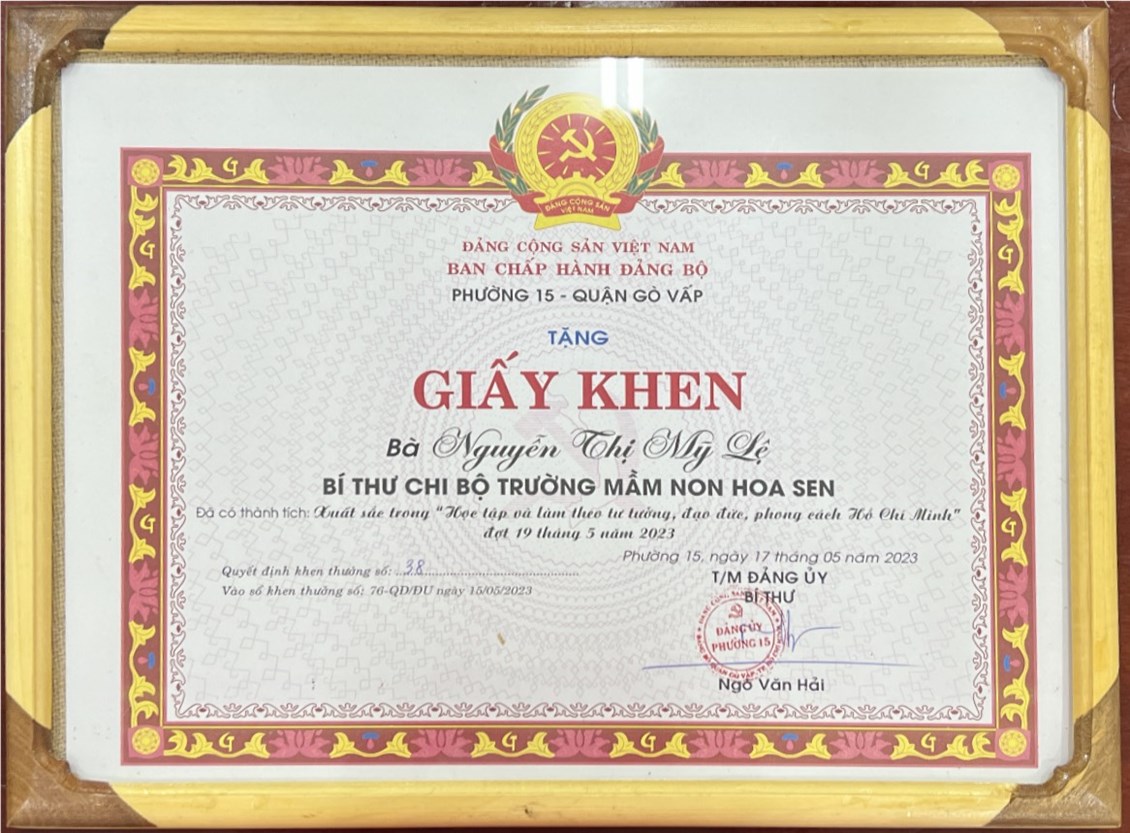 ĐẢNG CỘNG SẢN
VIỆT NAM
ĐẢNG CỘNG SẢN VIỆT NAM
BAN CHẤP HÀNH ĐẢNG BỘ
PHƯỜNG 15 - QUẬN GÒ VẤP
TẶNG
GIẤY KHEN
Bà Nguyễn Thị Mỹ Lệ
BÍ THƯ CHI BỘ TRƯỜNG MẦM NON HOA SEN
Đã có thành tích: Xuất sắc trong “Học tập và làm theo tư tưởng, đạo đức, phong cách Hồ Chí Minh”
đợt 19 tháng 5 năm 2023
Phường 15, ngày 17 tháng 05 năm 2023
Quyết định khen thưởng số: 38
Vào sổ khen thưởng số: 76-QD/ĐU ngày 15/05/2023
T/M ĐẢNG ỦY
BÍ THƯ
ĐẢNG ỦY
PHƯỜNG 15
Ngô Văn Hải